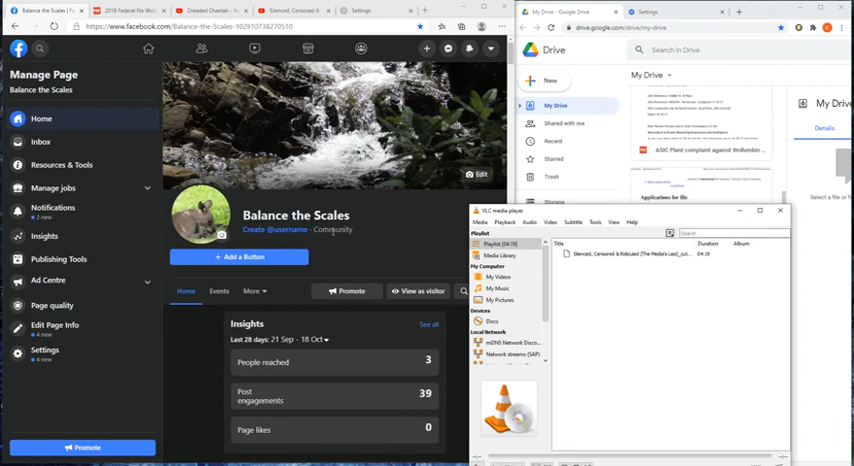 Balance the Scales | Facebook
2018 Federal file Wo
Dreaded Cheetah -
Silenced, Censored &
Settings
https://www.facebook.com/Balance-the-Scales-102910738270510
Manage Page
Balance the Scales
Home
Inbox
Resources & Tools
Manage jobs
Notifications
2 new
Insights
Publishing Tools
Ad Centre
Page quality
Edit Page Info
4 new
Settings
4 new
Promote
Edit
Balance the Scales
Create @username · Community
+ Add a Button
Home Events More
Promote
View as visitor
Insights
See all
Last 28 days: 21 Sep - 18 Oct
People reached 3
Post engagements 39
Page likes 0
My Drive - Google Drive
Settings
drive.google.com/drive/my-drive
Drive
Search in Drive
New
My Drive
My Drive
Shared with me
Recent
Starred
Trash
Storage
ASIC Plant complaint against Wollumbin ...
Applications for file
My Drive
Details
Select a file or
VLC media player
Media Playback Audio Video Subtitle Tools View Help
Playlist
Search
Playlist [04:19]
Media Library
My Computer
My Videos
My Music
My Pictures
Devices
Discs
Local Network
mDNS Network Disco...
Network streams (SAP)
Title Duration Album
Silenced, Censored & Ridiculed (The Media's Lies)_cut... 04:19